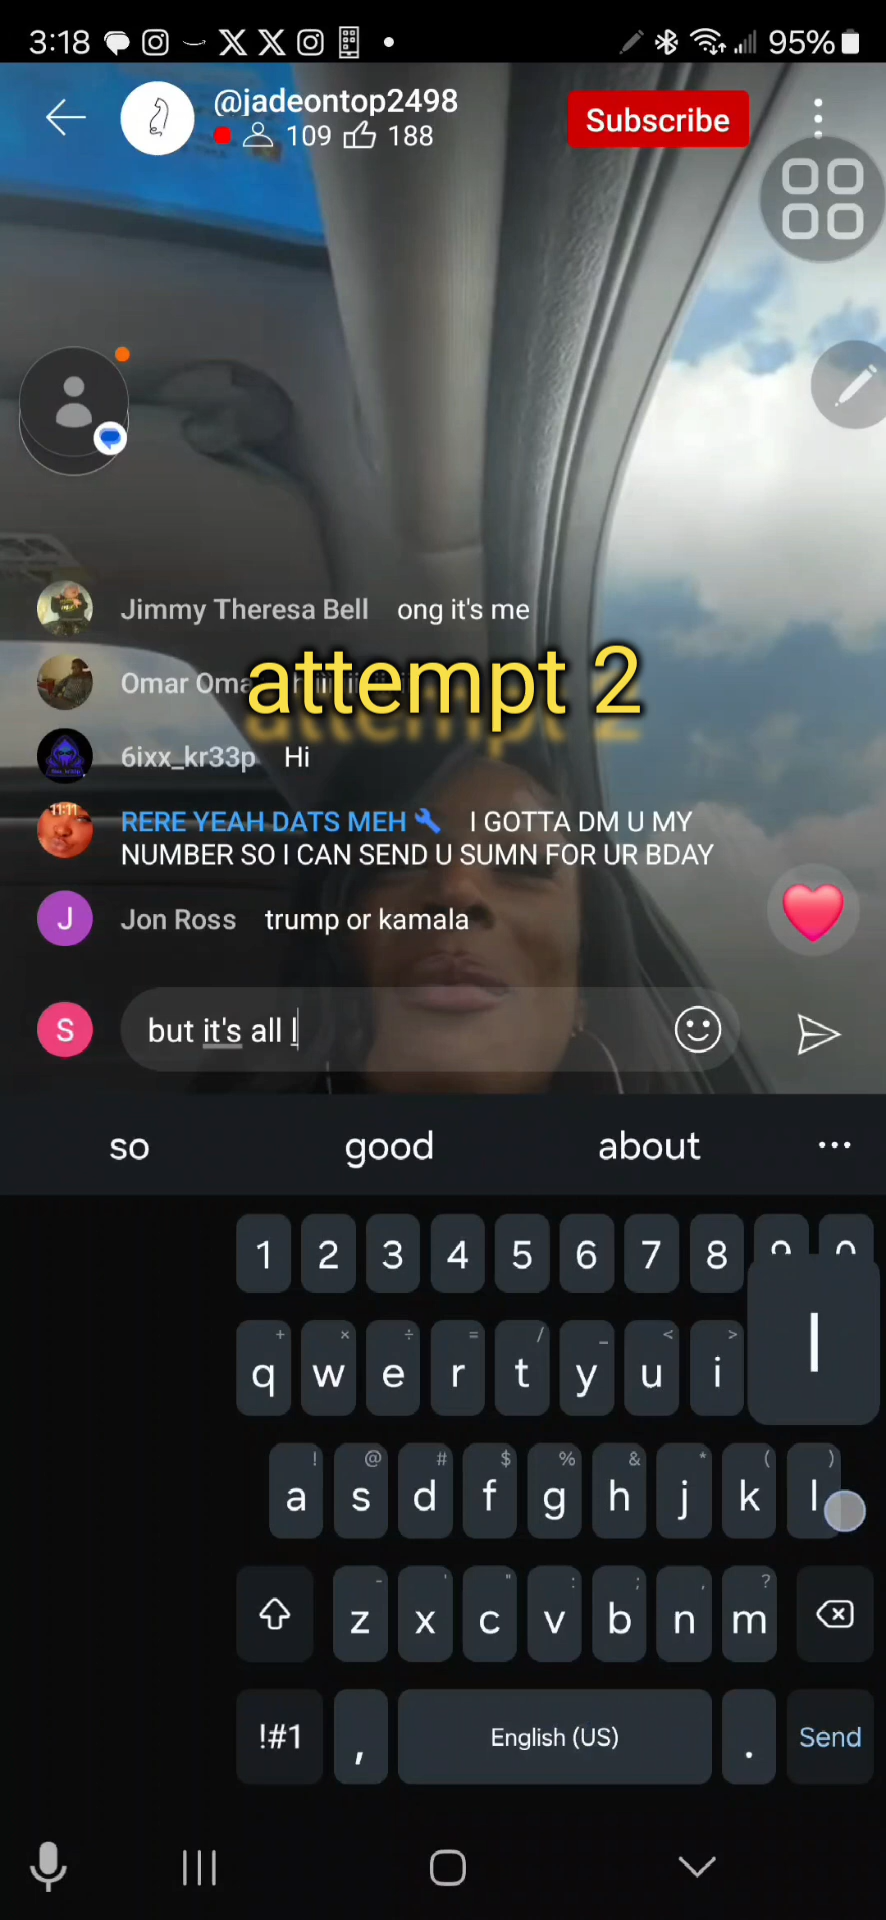 3:18
95%
@jadeontop2498
109 188
Subscribe
Jimmy Theresa Bell ong it's me
Omar Oma
attempt 2
6ixx_kr33p Hi
11:11
RERE YEAH DATS MEH I GOTTA DM U MY
NUMBER SO I CAN SEND U SUMN FOR UR BDAY
J Jon Ross trump or kamala
S but it's all l
so good about ...
1 2 3 4 5 6 7 8 9 0
+ × ÷ = / _ < >
q w e r t y u i l
! @ # $ % & * ( )
a s d f g h j k l
- ' " : ; , ?
z x c v b n m
!#1 , English (US) . Send